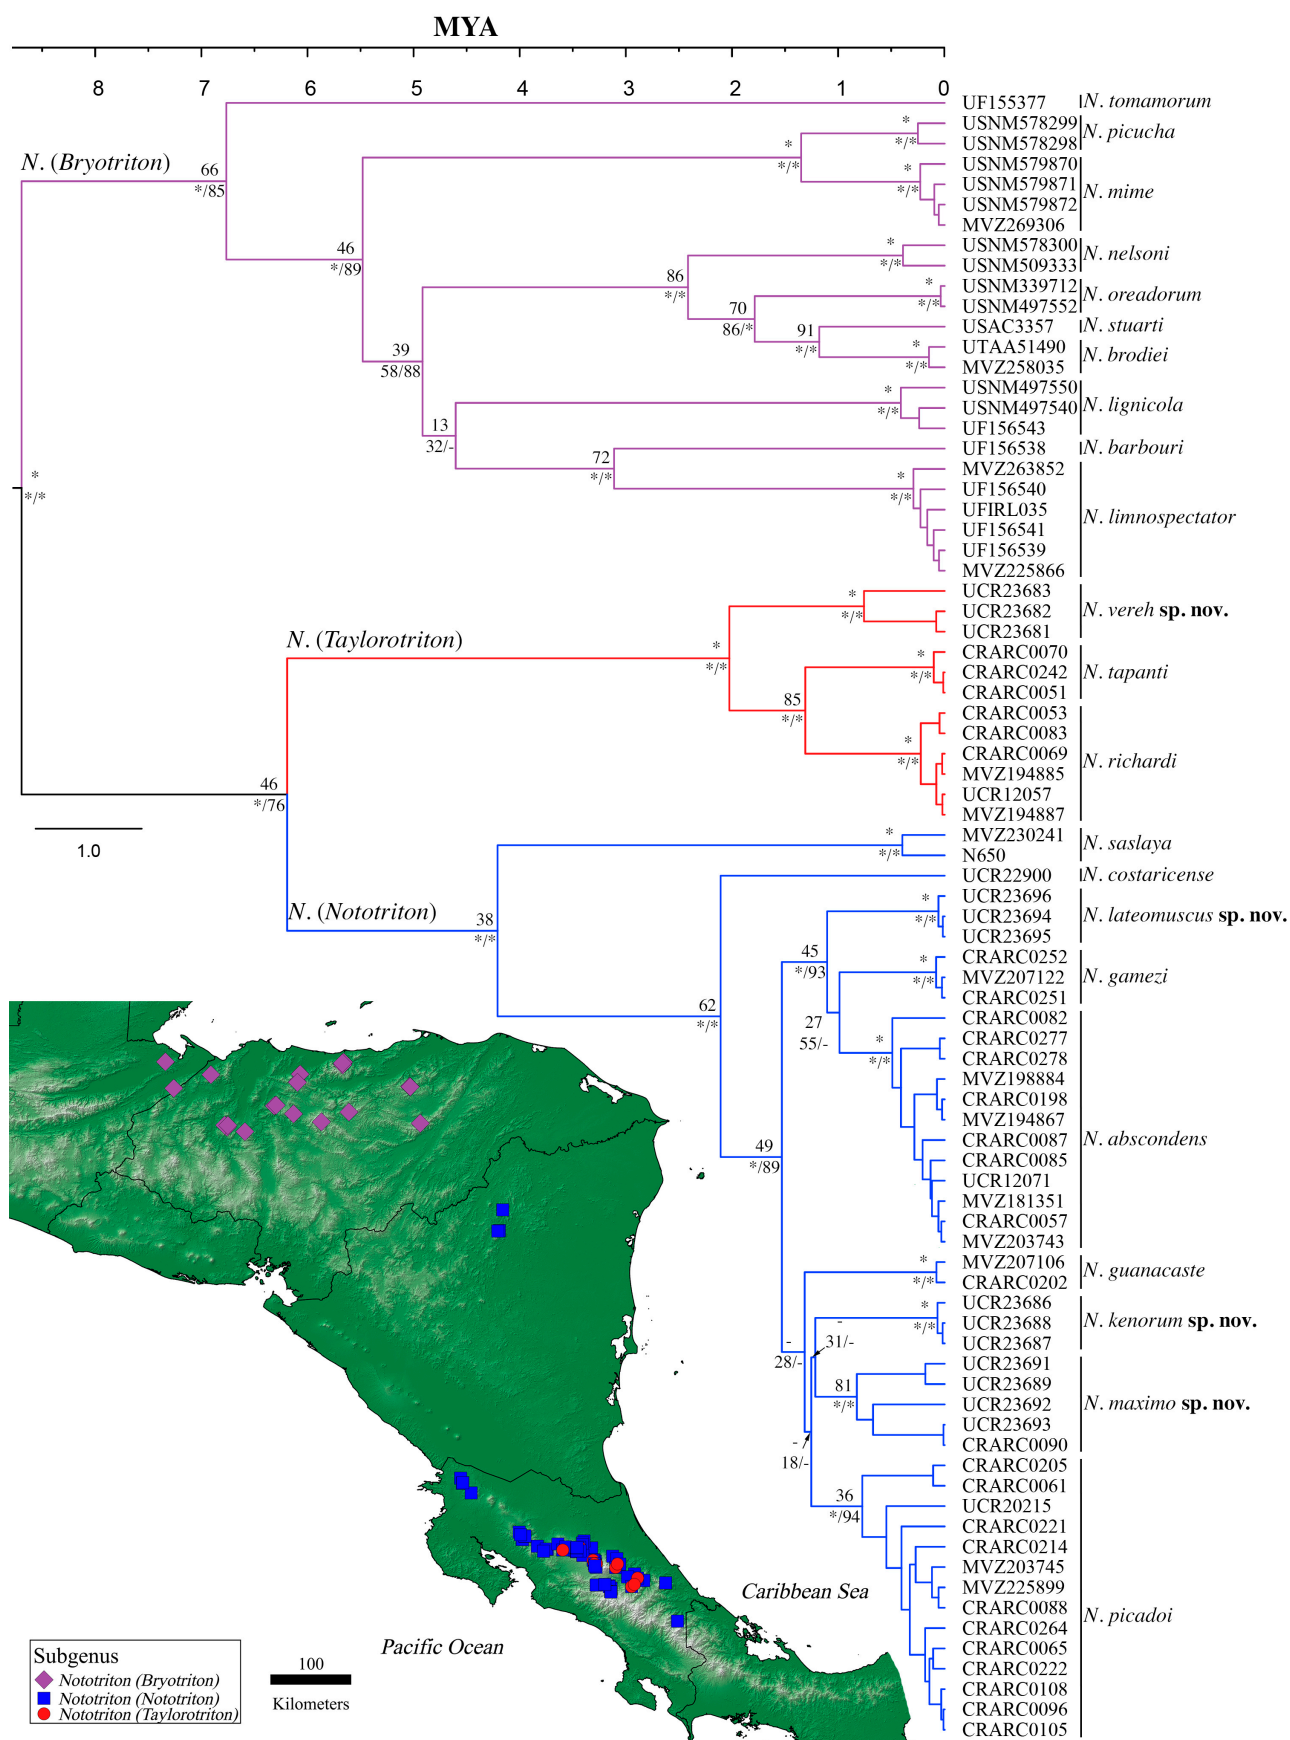 MYA
8 7 6 5 4 3 2 1 0
UF155377 N. tomamorum
*
USNM578299
N. picucha
*/*
USNM578298
*
*/*
USNM579870
*
N. (Bryotriton)
66
*/85
USNM579871
*/*
N. mime
USNM579872
MVZ269306
46
*/89
USNM578300
*
N. nelsoni
*/*
USNM509333
86
*/*
USNM339712
*
N. oreadorum
*/*
USNM497552
70
86/*
USAC3357 N. stuarti
91
*/*
UTAA51490
*
N. brodiei
*/*
MVZ258035
39
58/88
USNM497550
*
*/*
USNM497540 N. lignicola
UF156543
13
32/-
UF156538 N. barbouri
72
*/*
MVZ263852
*
*/*
UF156540
UFIRL035
N. limnospectator
UF156541
UF156539
MVZ225866
*
*/*
UCR23683
*
*/*
UCR23682 N. vereh sp. nov.
UCR23681
N. (Taylorotriton)
*
*/*
CRARC0070
*
*/*
CRARC0242 N. tapanti
CRARC0051
85
*/*
CRARC0053
CRARC0083
*
*/*
CRARC0069
N. richardi
MVZ194885
UCR12057
MVZ194887
46
*/76
1.0
MVZ230241
*
N. saslaya
*/*
N650
UCR22900 N. costaricense
N. (Nototriton)
38
*/*
UCR23696
*
*/*
UCR23694 N. lateomuscus sp. nov.
UCR23695
45
*/93
CRARC0252
*
*/*
MVZ207122 N. gamezi
CRARC0251
62
*/*
27
55/-
CRARC0082
*
*/*
CRARC0277
CRARC0278
MVZ198884
CRARC0198
MVZ194867
CRARC0087 N. abscondens
CRARC0085
UCR12071
MVZ181351
CRARC0057
MVZ203743
49
*/89
MVZ207106
*
N. guanacaste
*/*
CRARC0202
UCR23686
*
*/*
UCR23688 N. kenorum sp. nov.
UCR23687
-
31/-
-
28/-
UCR23691
UCR23689
81
*/*
UCR23692 N. maximo sp. nov.
UCR23693
CRARC0090
-
18/-
CRARC0205
CRARC0061
36
*/94
UCR20215
CRARC0221
CRARC0214
MVZ203745
MVZ225899
CRARC0088
N. picadoi
CRARC0264
CRARC0065
CRARC0222
CRARC0108
CRARC0096
CRARC0105
Caribbean Sea
Pacific Ocean
Subgenus
Nototriton (Bryotriton)
Nototriton (Nototriton)
Nototriton (Taylorotriton)
100
Kilometers